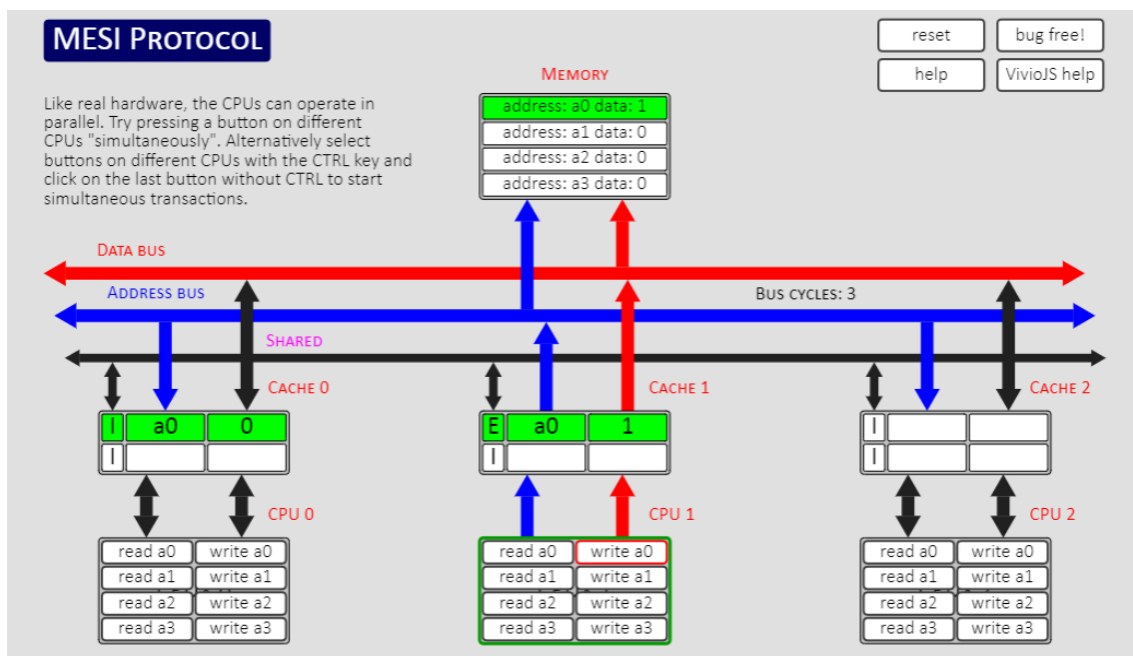 MESI PROTOCOL
reset
bug free!
help
VivioJS help
Like real hardware, the CPUs can operate in
parallel. Try pressing a button on different
CPUs "simultaneously". Alternatively select
buttons on different CPUs with the CTRL key and
click on the last button without CTRL to start
simultaneous transactions.
MEMORY
address: a0 data: 1
address: a1 data: 0
address: a2 data: 0
address: a3 data: 0
DATA BUS
ADDRESS BUS
BUS CYCLES: 3
SHARED
CACHE 0
CACHE 1
CACHE 2
I a0 0
I
E a0 1
I
I
I
CPU 0
CPU 1
CPU 2
read a0 write a0
read a1 write a1
read a2 write a2
read a3 write a3
read a0 write a0
read a1 write a1
read a2 write a2
read a3 write a3
read a0 write a0
read a1 write a1
read a2 write a2
read a3 write a3